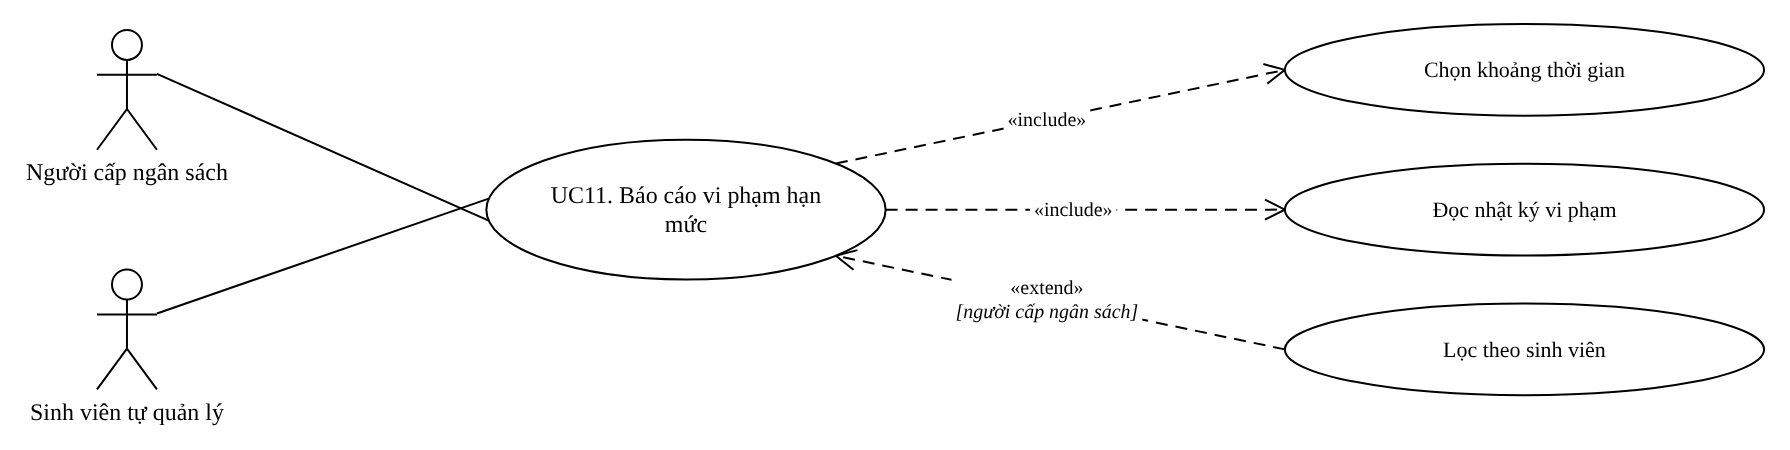 Người cấp ngân sách
Sinh viên tự quản lý
UC11. Báo cáo vi phạm hạn
mức
«include»
«include»
«extend»
[người cấp ngân sách]
Chọn khoảng thời gian
Đọc nhật ký vi phạm
Lọc theo sinh viên